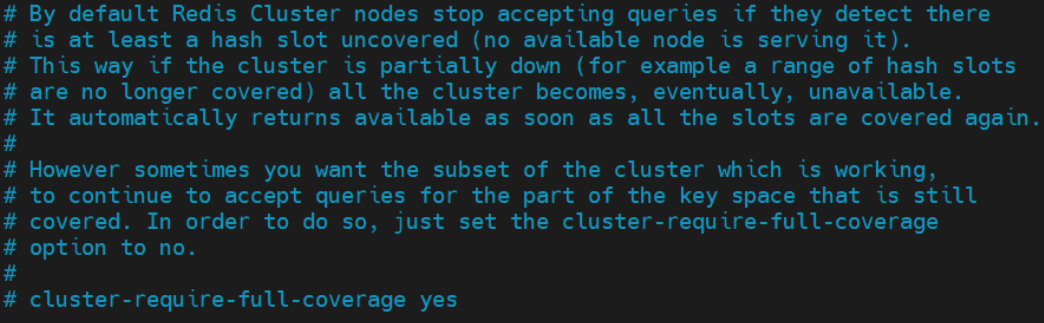 # By default Redis Cluster nodes stop accepting queries if they detect there
# is at least a hash slot uncovered (no available node is serving it).
# This way if the cluster is partially down (for example a range of hash slots
# are no longer covered) all the cluster becomes, eventually, unavailable.
# It automatically returns available as soon as all the slots are covered again.
#
# However sometimes you want the subset of the cluster which is working,
# to continue to accept queries for the part of the key space that is still
# covered. In order to do so, just set the cluster-require-full-coverage
# option to no.
#
# cluster-require-full-coverage yes